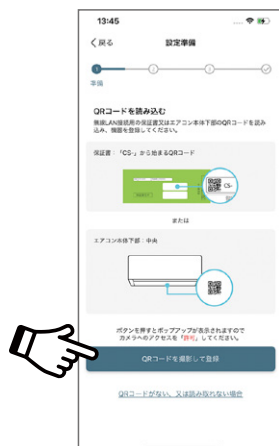 13:45
戻る
設定準備
準備
QRコードを読み込む
無線LAN接続用の保証書又はエアコン本体下部のQRコードを読み
込み、機器を登録してください。
保証書:「CS-」から始まるQRコード
CS-
または
エアコン本体下部:中央
ボタンを押すとポップアップが表示されますので
カメラへのアクセスを「許可」してください。
QRコードを撮影して登録
QRコードがない、又は読み取れない場合